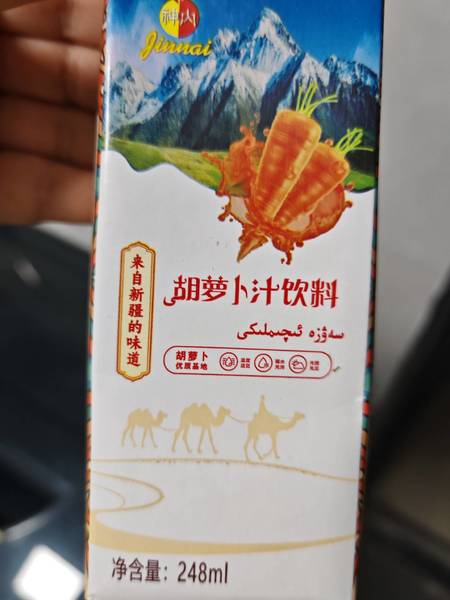 神内
Jinnai
来自新疆的味道
胡萝卜汁饮料
سەۋزە ئىچىملىكى
胡萝卜
优质基地
净含量：248ml